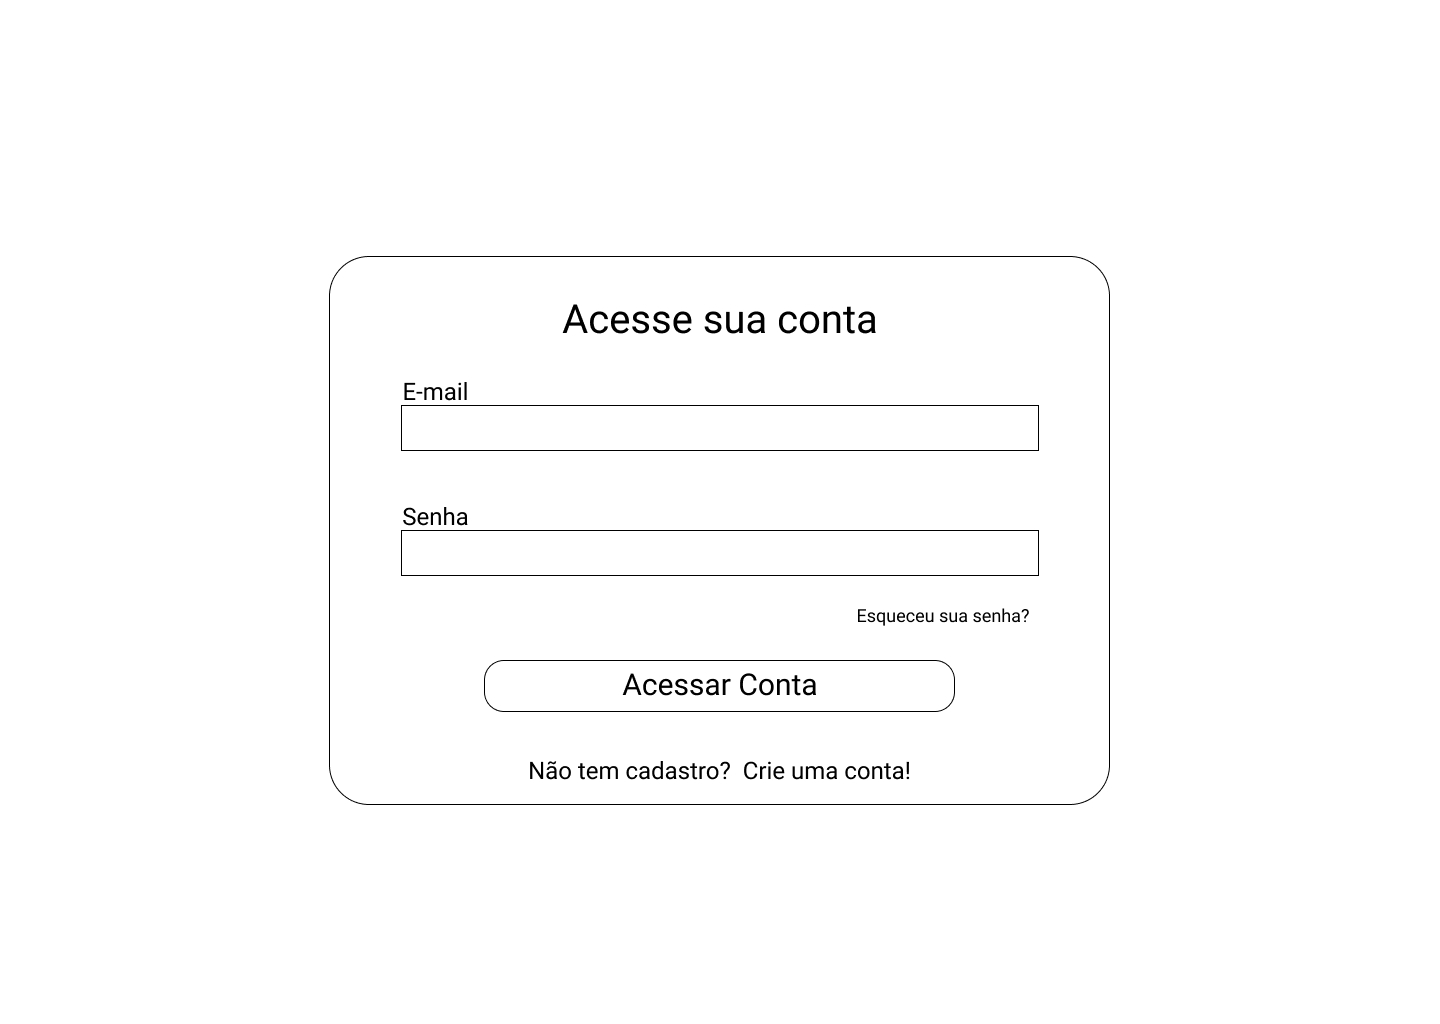 Acesse sua conta
E-mail
Senha
Esqueceu sua senha?
Acessar Conta
Não tem cadastro?  Crie uma conta!